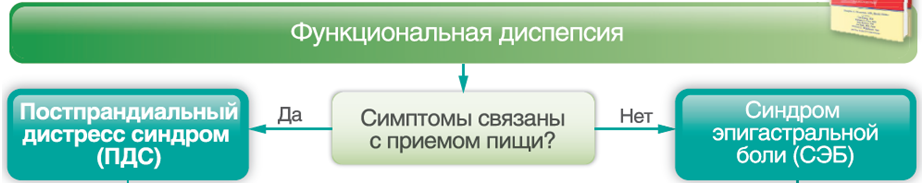 Функциональная диспепсия
Постпрандиальный
дистресс синдром
(ПДС)
Да
Симптомы связаны
с приемом пищи?
Нет
Синдром
эпигастральной
боли (СЭБ)